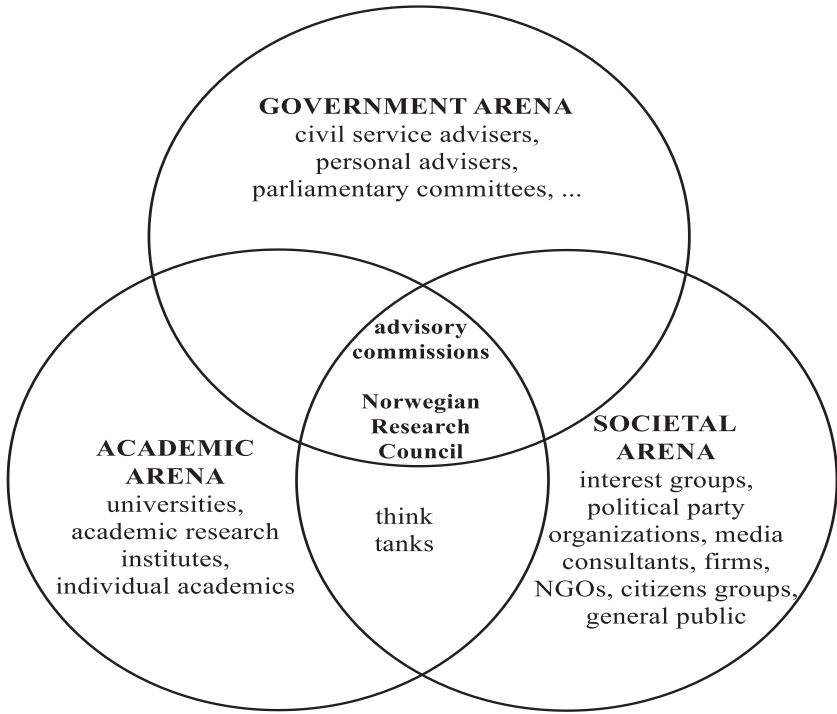 GOVERNMENT ARENA
civil service advisers,
personal advisers,
parliamentary committees, ...
advisory
commissions
Norwegian
Research
Council
ACADEMIC
ARENA
universities,
academic research
institutes,
individual academics
think
tanks
SOCIETAL
ARENA
interest groups,
political party
organizations, media
consultants, firms,
NGOs, citizens groups,
general public